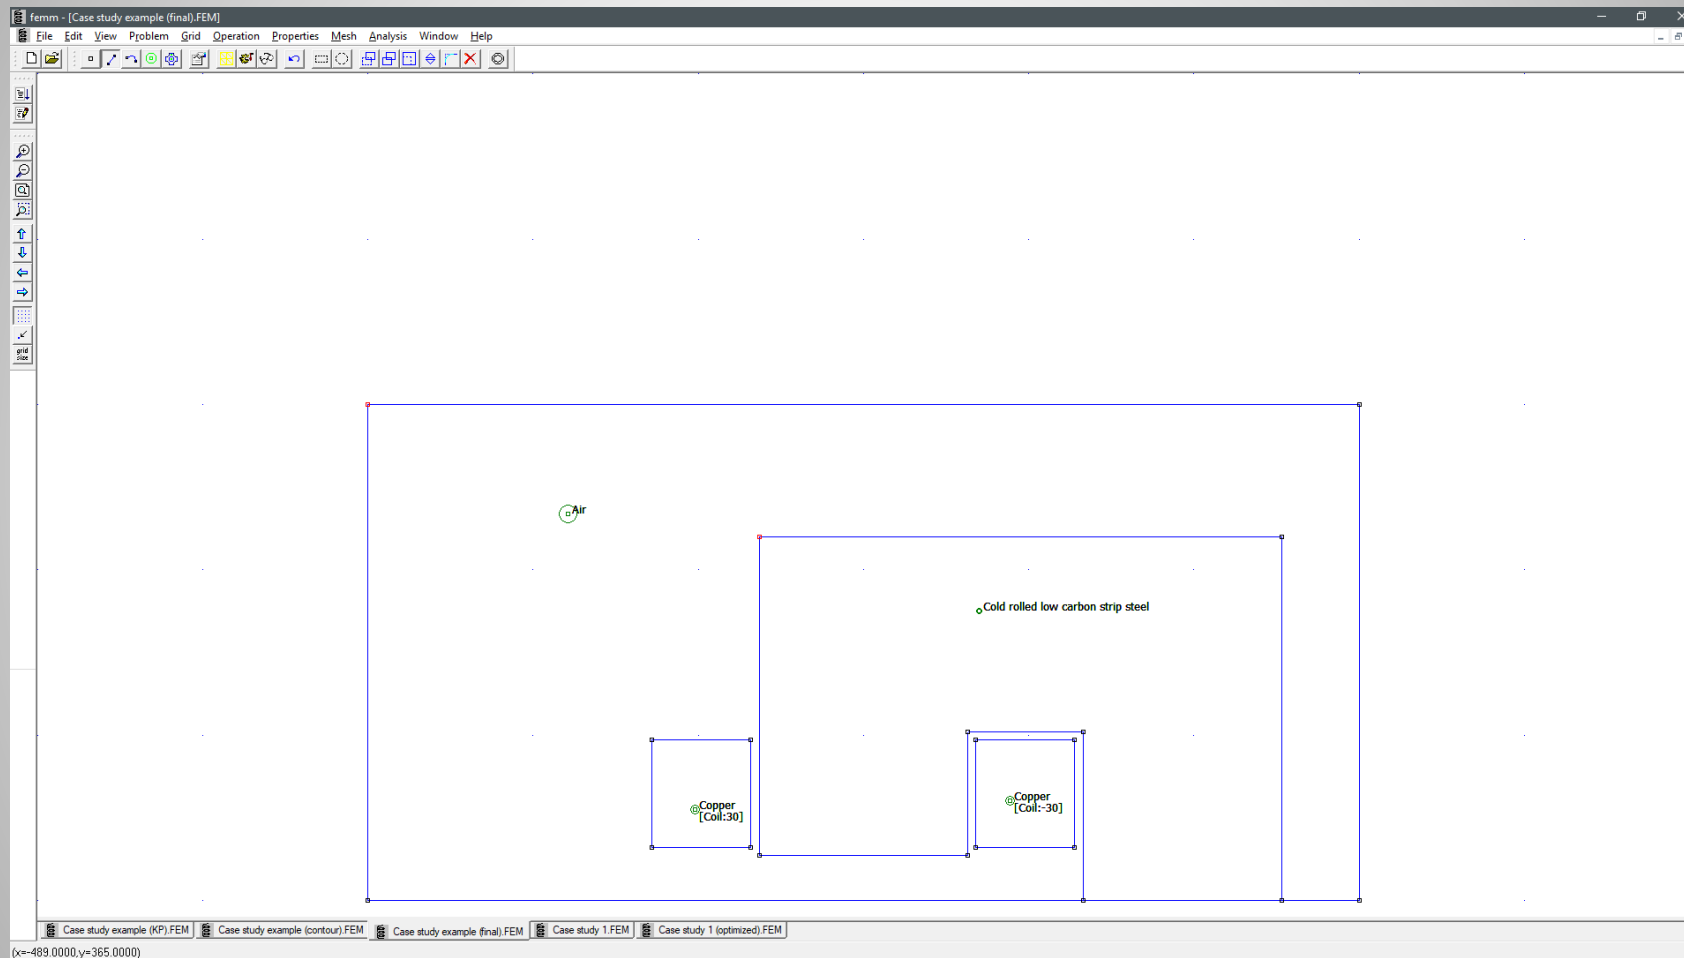 femm - [Case study example (final).FEM]
File Edit View Problem Grid Operation Properties Mesh Analysis Window Help
grid
size
Air
Cold rolled low carbon strip steel
Copper
[Coil:-30]
Copper
[Coil:30]
Case study example (KP).FEM Case study example (contour).FEM Case study example (final).FEM Case study 1.FEM Case study 1 (optimized).FEM
(x=-489.0000,y=365.0000)